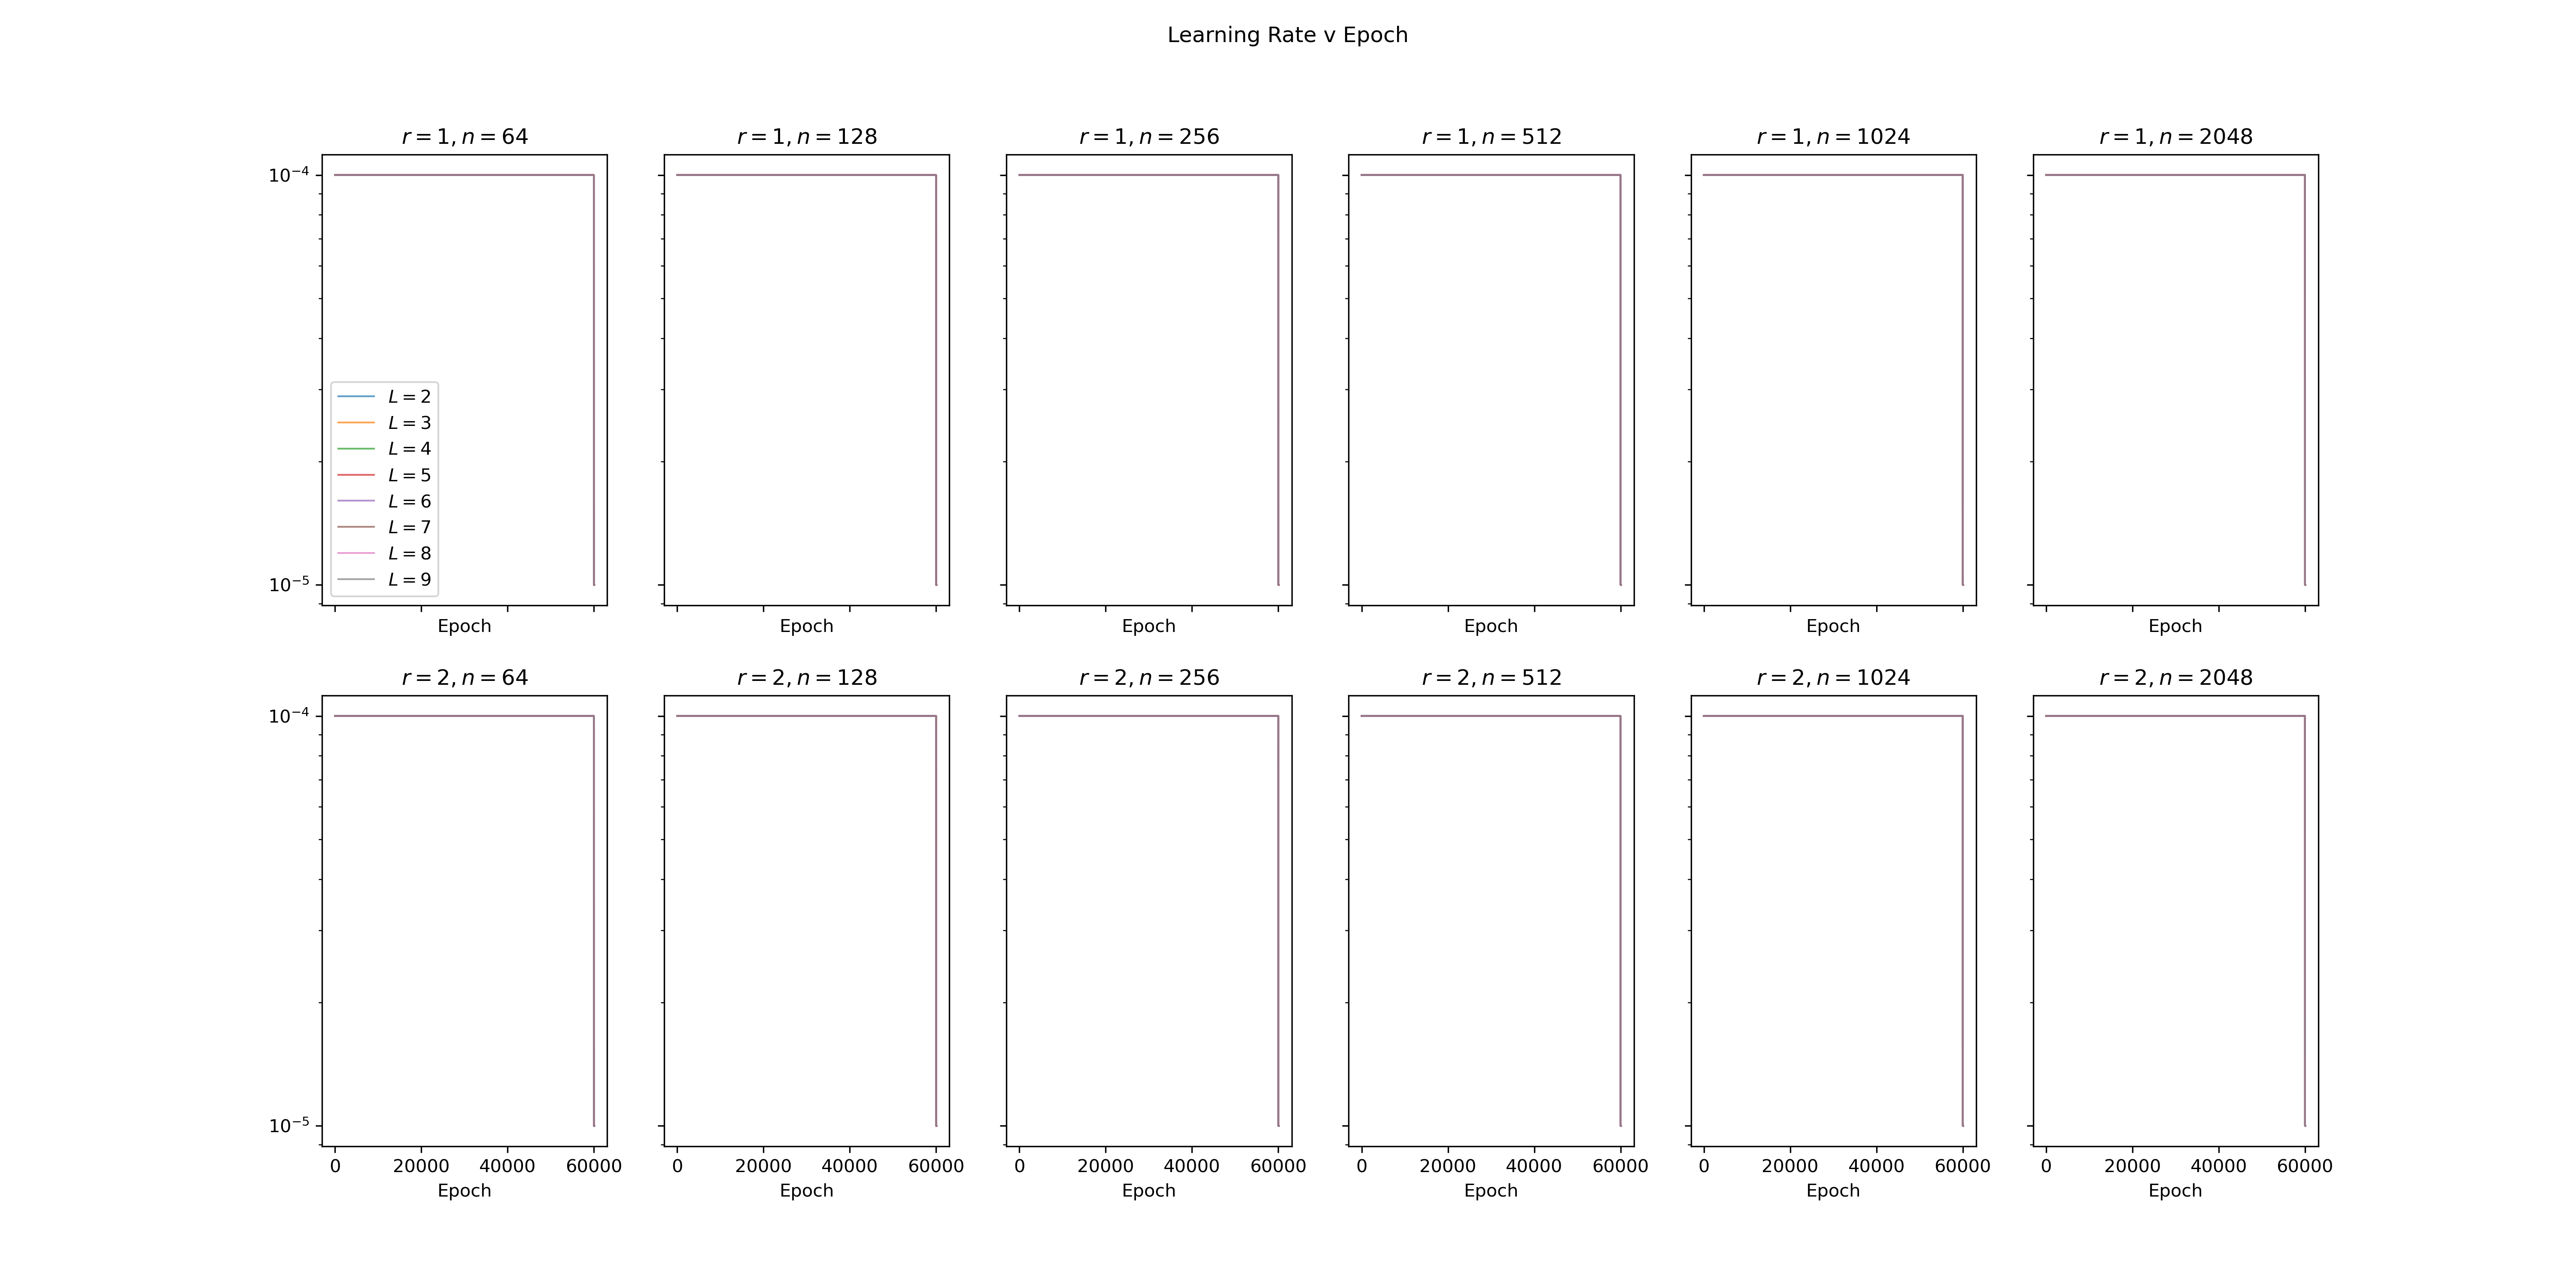 Learning Rate v Epoch
r = 1, n = 64
r = 1, n = 128
r = 1, n = 256
r = 1, n = 512
r = 1, n = 1024
r = 1, n = 2048
10⁻⁴
10⁻⁵
L = 2
L = 3
L = 4
L = 5
L = 6
L = 7
L = 8
L = 9
Epoch
Epoch
Epoch
Epoch
Epoch
Epoch
r = 2, n = 64
r = 2, n = 128
r = 2, n = 256
r = 2, n = 512
r = 2, n = 1024
r = 2, n = 2048
10⁻⁴
10⁻⁵
0 20000 40000 60000
0 20000 40000 60000
0 20000 40000 60000
0 20000 40000 60000
0 20000 40000 60000
0 20000 40000 60000
Epoch
Epoch
Epoch
Epoch
Epoch
Epoch